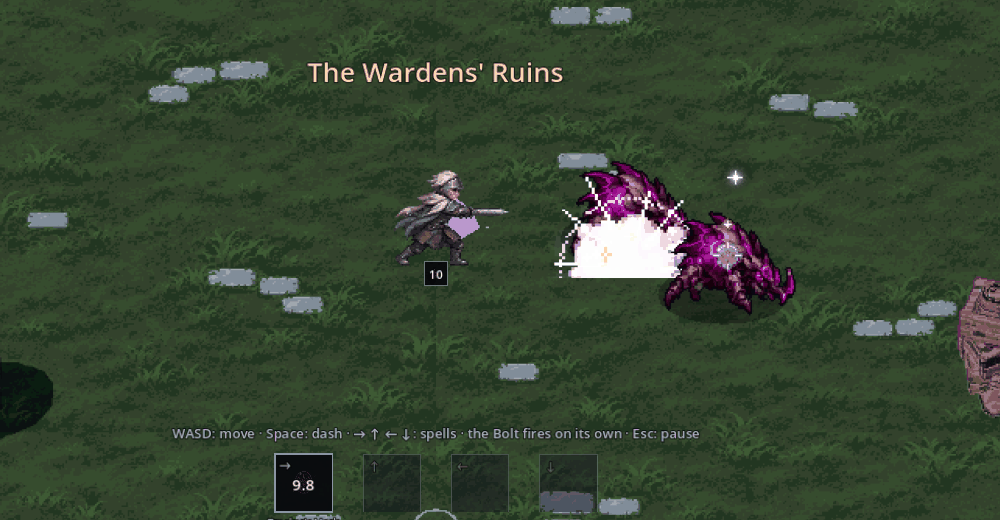 The Wardens' Ruins
10
WASD: move · Space: dash · → ↑ ← ↓: spells · the Bolt fires on its own · Esc: pause
→ ↑ ← ↓
9.8